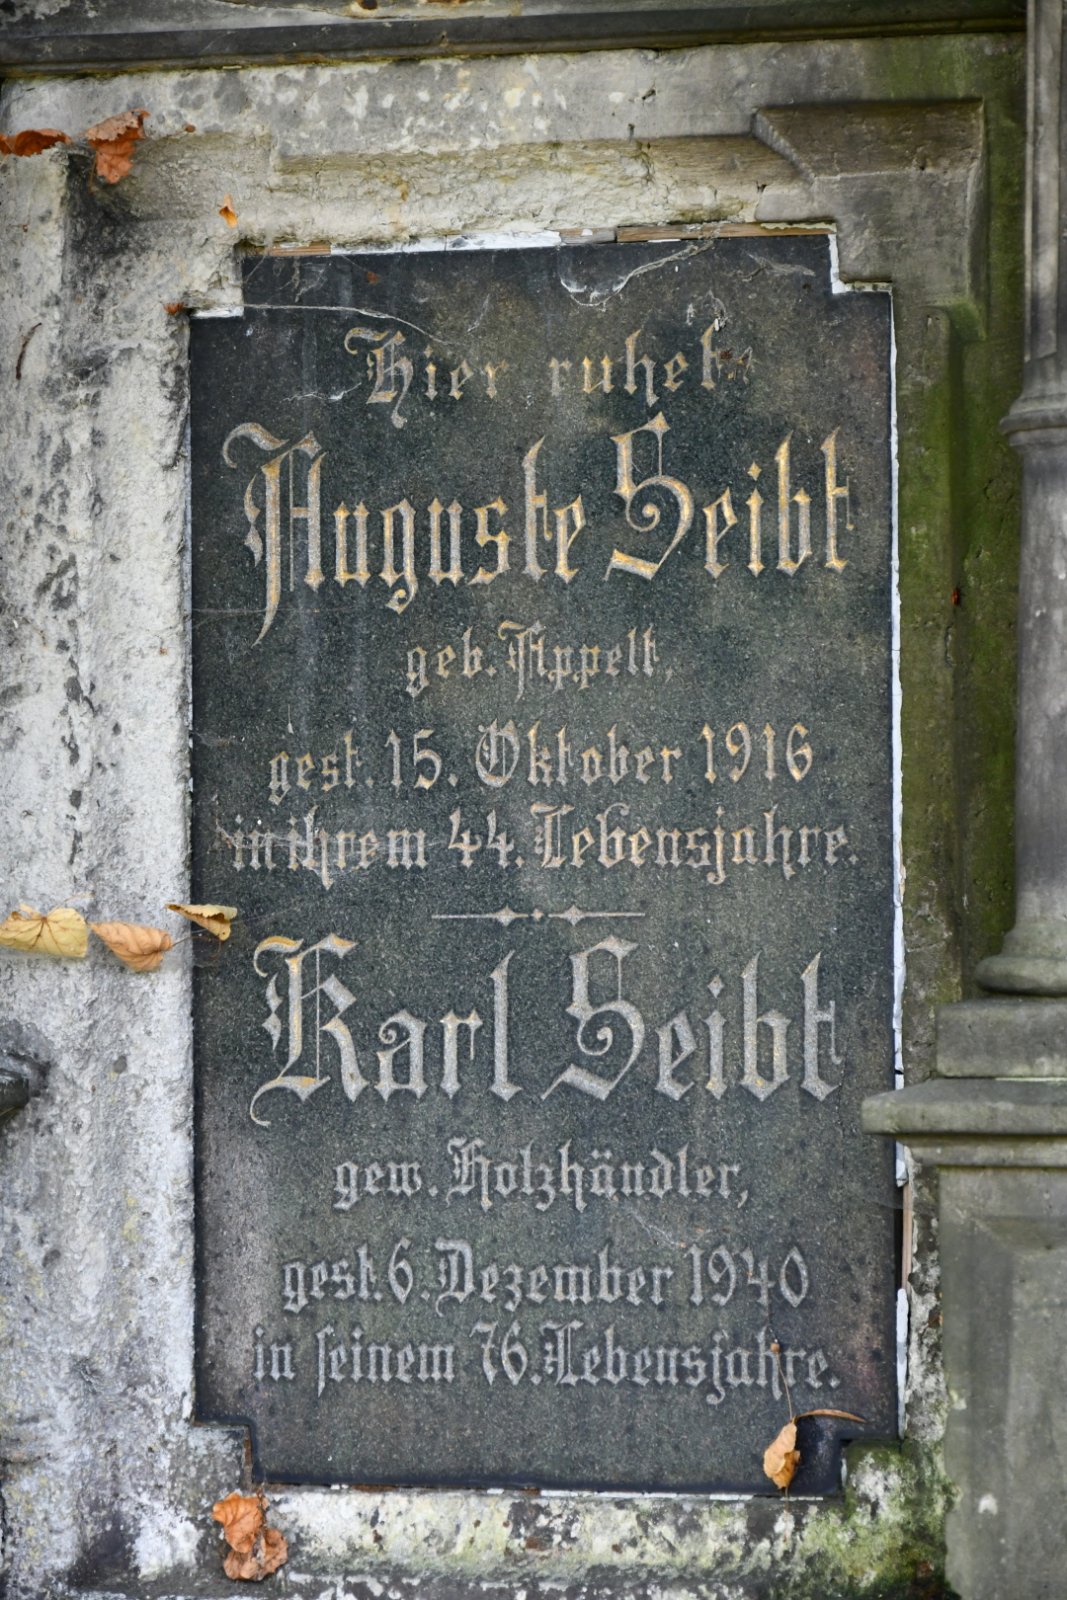 Hier ruhet
Auguste Seibt
geb. Appelt,
gest. 15. Oktober 1916
in ihrem 44. Lebensjahre.
Karl Seibt
gew. Holzhändler,
gest. 6. Dezember 1940
in seinem 76. Lebensjahre.